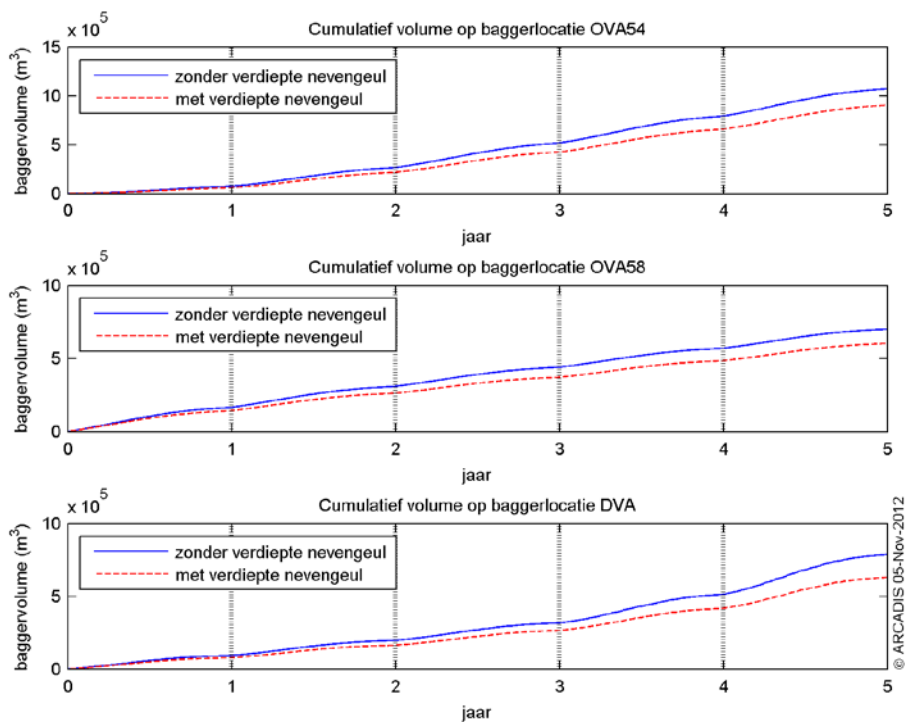 Cumulatief volume op baggerlocatie OVA54
x 10^5
baggervolume (m³)
15
10
5
0
zonder verdiepte nevengeul
met verdiepte nevengeul
0 1 2 3 4 5
jaar
Cumulatief volume op baggerlocatie OVA58
x 10^5
baggervolume (m³)
10
5
0
zonder verdiepte nevengeul
met verdiepte nevengeul
0 1 2 3 4 5
jaar
Cumulatief volume op baggerlocatie DVA
x 10^5
baggervolume (m³)
10
5
0
zonder verdiepte nevengeul
met verdiepte nevengeul
0 1 2 3 4 5
jaar
© ARCADIS 05-Nov-2012